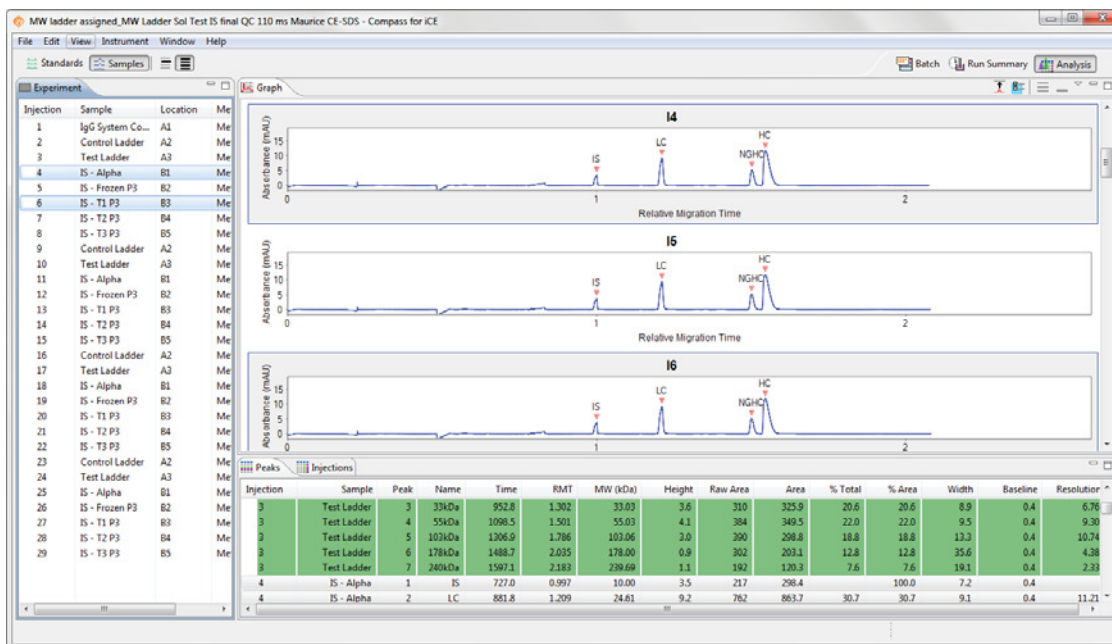 MW ladder assigned_MW Ladder Sol Test IS final QC 110 ms Maurice CE-SDS - Compass for iCE
File Edit View Instrument Window Help
Standards Samples Batch Run Summary Analysis
Experiment
Injection Sample Location Me
1 IgG System Co... A1 Me
2 Control Ladder A2 Me
3 Test Ladder A3 Me
4 IS - Alpha B1 Me
5 IS - Frozen P3 B2 Me
6 IS - T1 P3 B3 Me
7 IS - T2 P3 B4 Me
8 IS - T3 P3 B5 Me
9 Control Ladder A2 Me
10 Test Ladder A3 Me
11 IS - Alpha B1 Me
12 IS - Frozen P3 B2 Me
13 IS - T1 P3 B3 Me
14 IS - T2 P3 B4 Me
15 IS - T3 P3 B5 Me
16 Control Ladder A2 Me
17 Test Ladder A3 Me
18 IS - Alpha B1 Me
19 IS - Frozen P3 B2 Me
20 IS - T1 P3 B3 Me
21 IS - T2 P3 B4 Me
22 IS - T3 P3 B5 Me
23 Control Ladder A2 Me
24 Test Ladder A3 Me
25 IS - Alpha B1 Me
26 IS - Frozen P3 B2 Me
27 IS - T1 P3 B3 Me
28 IS - T2 P3 B4 Me
29 IS - T3 P3 B5 Me
Graph
I4
Absorbance (mAU)
15
10
5
0
IS LC NGHC HC
0 1 2
Relative Migration Time
I5
Absorbance (mAU)
15
10
5
0
IS LC NGHC HC
0 1 2
Relative Migration Time
I6
Absorbance (mAU)
15
10
5
0
IS LC NGHC HC
0 1 2
Peaks Injections
Injection Sample Peak Name Time RMT MW (kDa) Height Raw Area Area % Total % Area Width Baseline Resolution
3 Test Ladder 3 33kDa 952.8 1.302 33.03 3.6 310 325.9 20.6 20.6 8.9 0.4 6.76
3 Test Ladder 4 55kDa 1098.5 1.501 55.03 4.1 384 349.5 22.0 22.0 9.5 0.4 9.30
3 Test Ladder 5 103kDa 1306.9 1.786 103.06 3.0 390 298.8 18.8 18.8 13.3 0.4 10.74
3 Test Ladder 6 178kDa 1488.7 2.035 178.00 0.9 302 203.1 12.8 12.8 35.6 0.4 4.38
3 Test Ladder 7 240kDa 1597.1 2.183 239.69 1.1 192 120.3 7.6 7.6 19.1 0.4 2.33
4 IS - Alpha 1 IS 727.0 0.997 10.00 3.5 217 298.4 100.0 7.2 0.4
4 IS - Alpha 2 LC 881.8 1.209 24.61 9.2 762 863.7 30.7 30.7 9.1 0.4 11.21